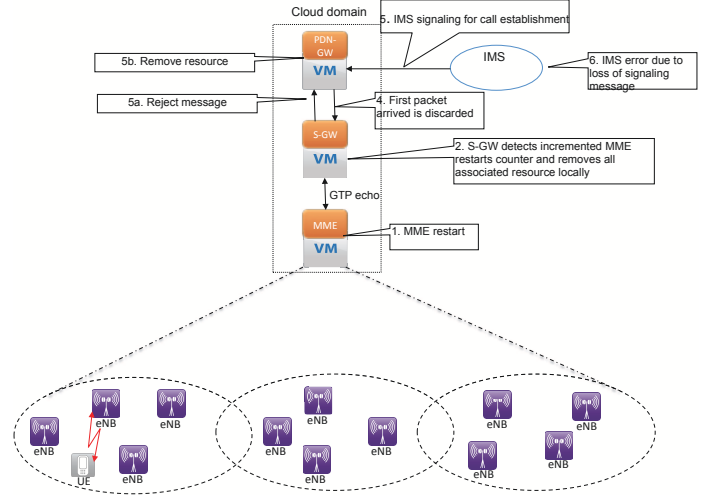 Cloud domain
5. IMS signaling for call establishment
PDN-
GW
VM
5b. Remove resource
IMS
6. IMS error due to
loss of signaling
message
5a. Reject message
4. First packet
arrived is discarded
S-GW
VM
2. S-GW detects incremented MME
restarts counter and removes all
associated resource locally
GTP echo
MME
VM
1. MME restart
eNB
eNB
eNB
eNB
UE
eNB
eNB
eNB
eNB
eNB
eNB
eNB
eNB